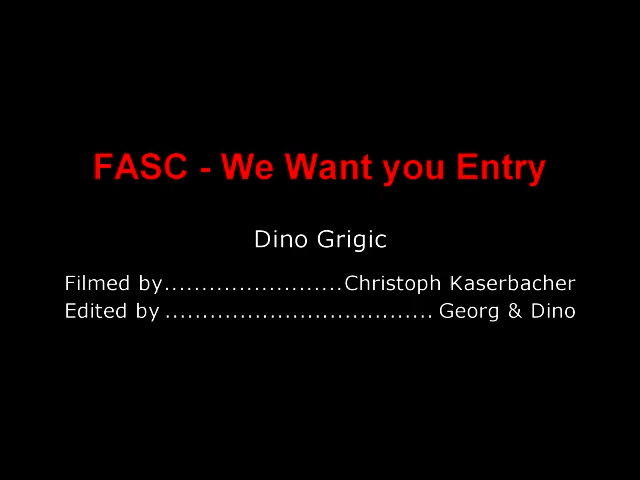 FASC - We Want you Entry
Dino Grigic
Filmed by........................Christoph Kaserbacher
Edited by .................................... Georg & Dino